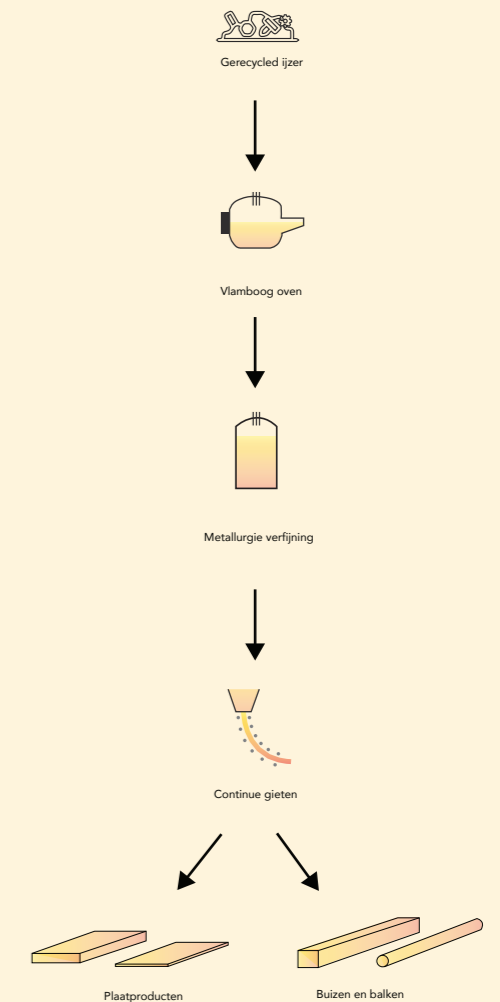 Gerecycled ijzer
Vlamboog oven
Metallurgie verfijning
Continue gieten
Plaatproducten
Buizen en balken